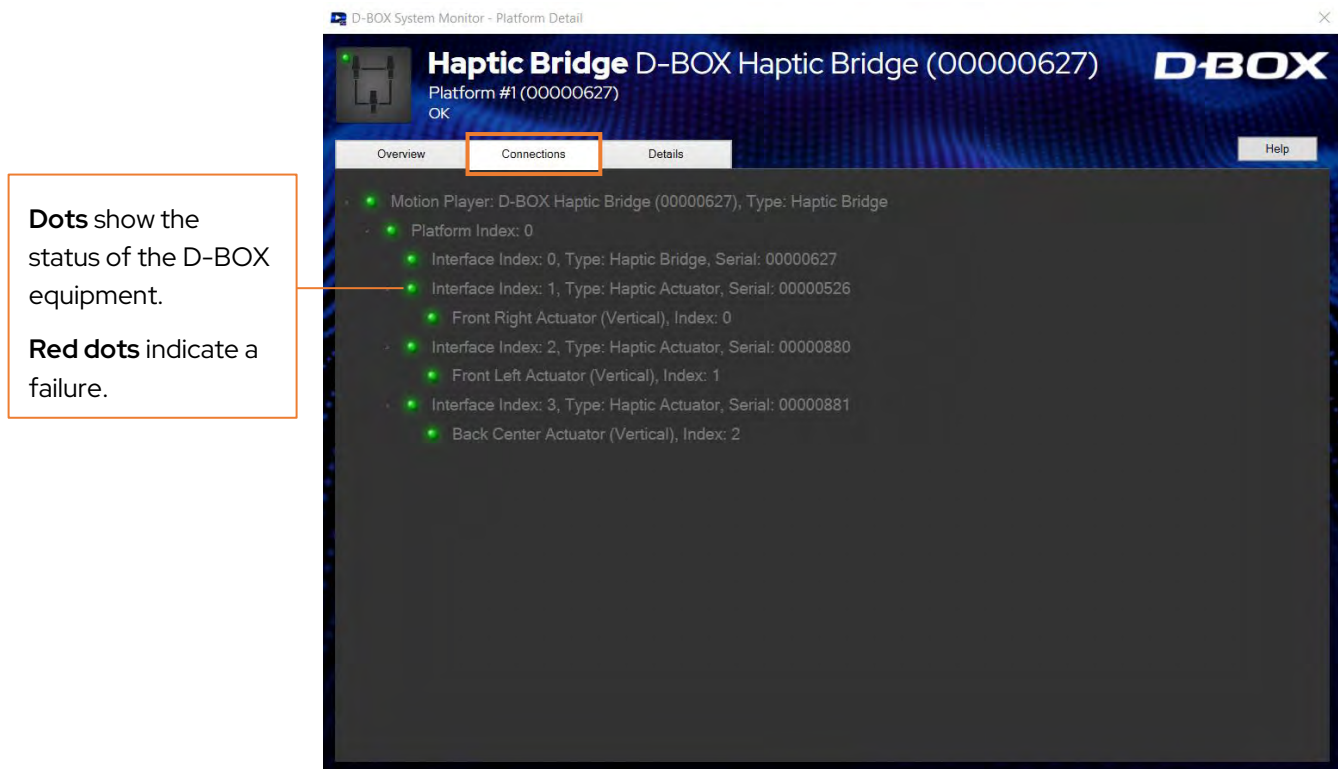 D-BOX System Monitor - Platform Detail
Haptic Bridge D-BOX Haptic Bridge (00000627)
D-BOX
Platform #1 (00000627)
OK
Overview
Connections
Details
Help
Motion Player: D-BOX Haptic Bridge (00000627), Type: Haptic Bridge
Platform Index: 0
Interface Index: 0, Type: Haptic Bridge, Serial: 00000627
Interface Index: 1, Type: Haptic Actuator, Serial: 00000526
Front Right Actuator (Vertical), Index: 0
Interface Index: 2, Type: Haptic Actuator, Serial: 00000880
Front Left Actuator (Vertical), Index: 1
Interface Index: 3, Type: Haptic Actuator, Serial: 00000881
Back Center Actuator (Vertical), Index: 2
Dots show the
status of the D-BOX
equipment.
Red dots indicate a
failure.